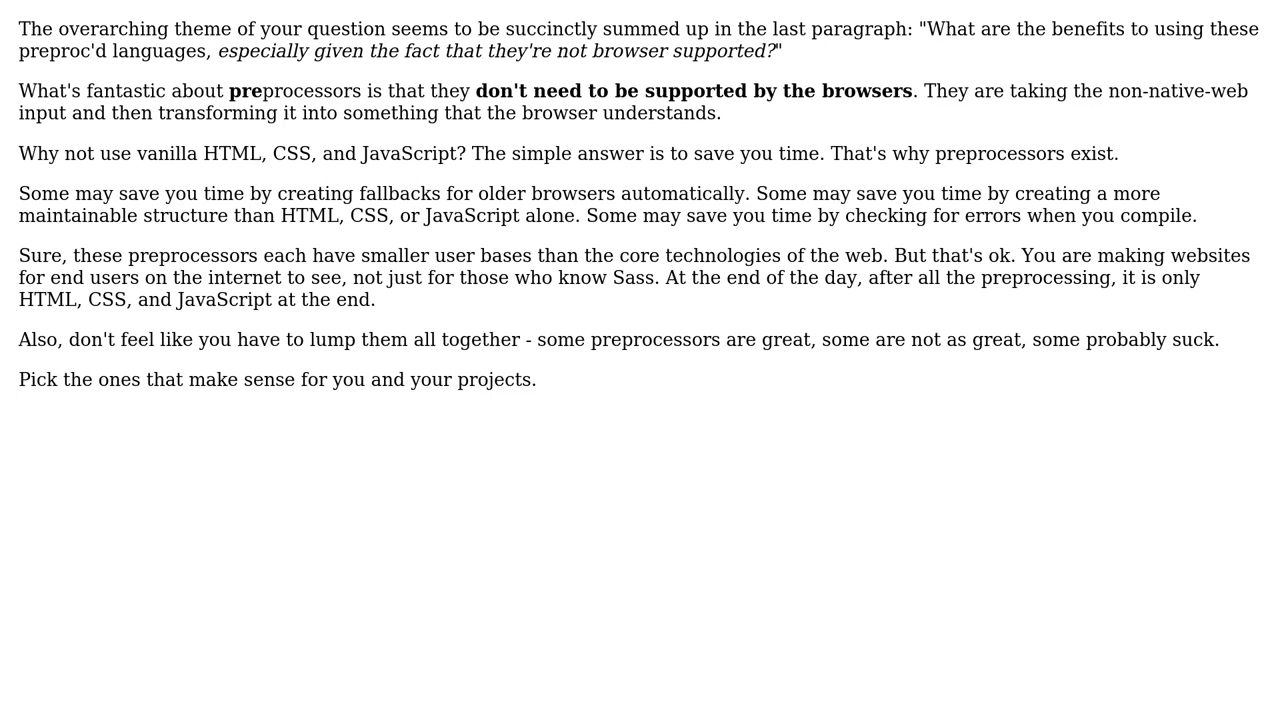 The overarching theme of your question seems to be succinctly summed up in the last paragraph: "What are the benefits to using these
preproc'd languages, especially given the fact that they're not browser supported?"
What's fantastic about preprocessors is that they don't need to be supported by the browsers. They are taking the non-native-web
input and then transforming it into something that the browser understands.
Why not use vanilla HTML, CSS, and JavaScript? The simple answer is to save you time. That's why preprocessors exist.
Some may save you time by creating fallbacks for older browsers automatically. Some may save you time by creating a more
maintainable structure than HTML, CSS, or JavaScript alone. Some may save you time by checking for errors when you compile.
Sure, these preprocessors each have smaller user bases than the core technologies of the web. But that's ok. You are making websites
for end users on the internet to see, not just for those who know Sass. At the end of the day, after all the preprocessing, it is only
HTML, CSS, and JavaScript at the end.
Also, don't feel like you have to lump them all together - some preprocessors are great, some are not as great, some probably suck.
Pick the ones that make sense for you and your projects.